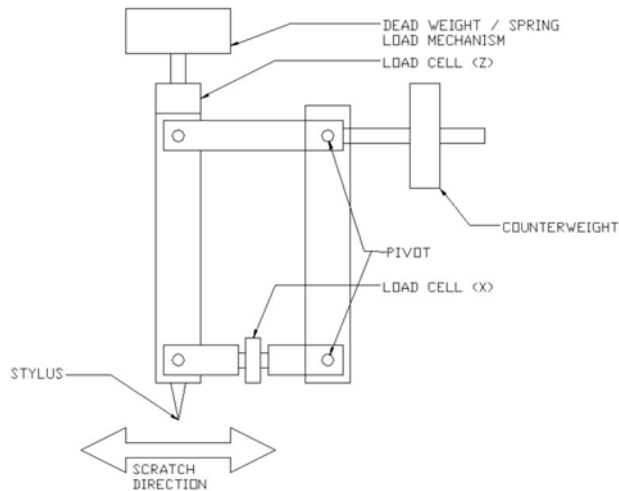 DEAD WEIGHT / SPRING
LOAD MECHANISM
LOAD CELL (Z)
COUNTERWEIGHT
PIVOT
LOAD CELL (X)
STYLUS
SCRATCH
DIRECTION